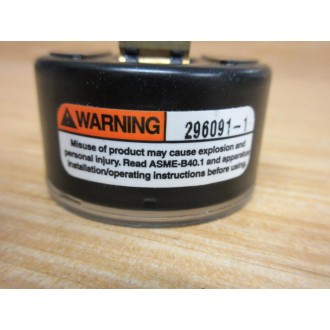 WARNING 296091-1
Misuse of product may cause explosion and
personal injury. Read ASME-B40.1 and apparatus
installation/operating instructions before using.